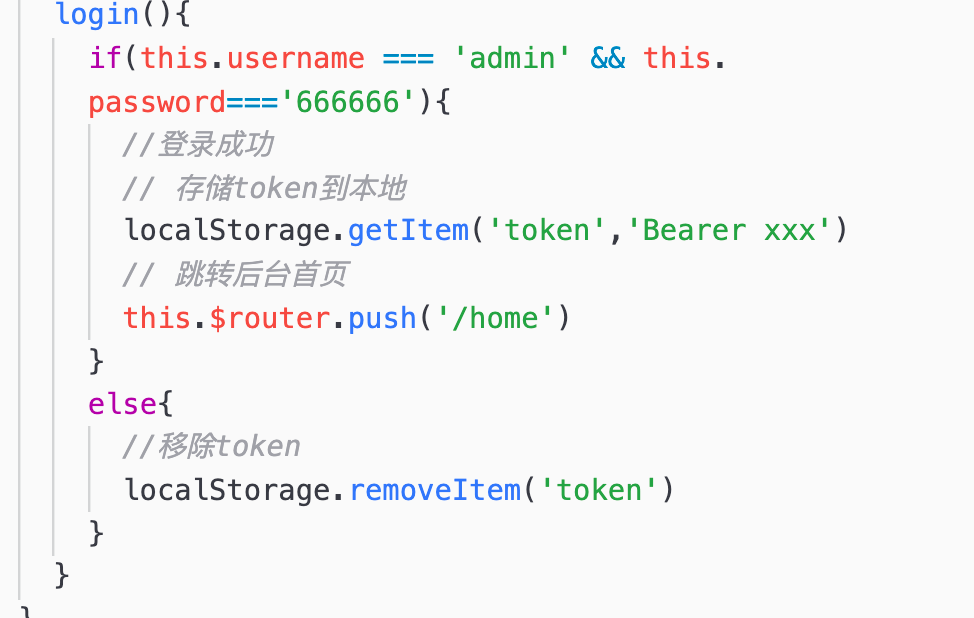 login(){
if(this.username === 'admin' && this.
password==='666666'){
//登录成功
// 存储token到本地
localStorage.getItem('token','Bearer xxx')
// 跳转后台首页
this.$router.push('/home')
}
else{
//移除token
localStorage.removeItem('token')
}
}
}